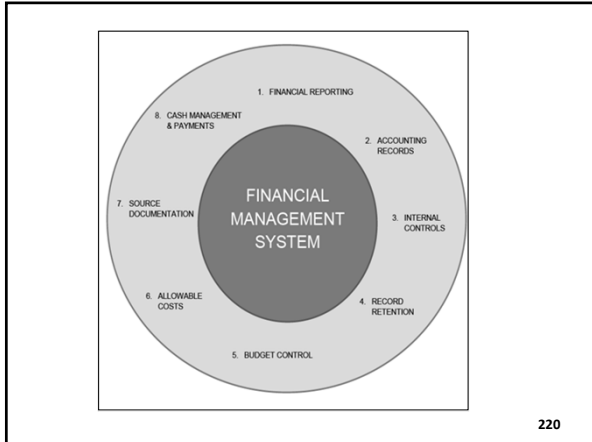 1. FINANCIAL REPORTING
2. ACCOUNTING
RECORDS
3. INTERNAL
CONTROLS
4. RECORD
RETENTION
5. BUDGET CONTROL
6. ALLOWABLE
COSTS
7. SOURCE
DOCUMENTATION
8. CASH MANAGEMENT
& PAYMENTS
FINANCIAL
MANAGEMENT
SYSTEM
220